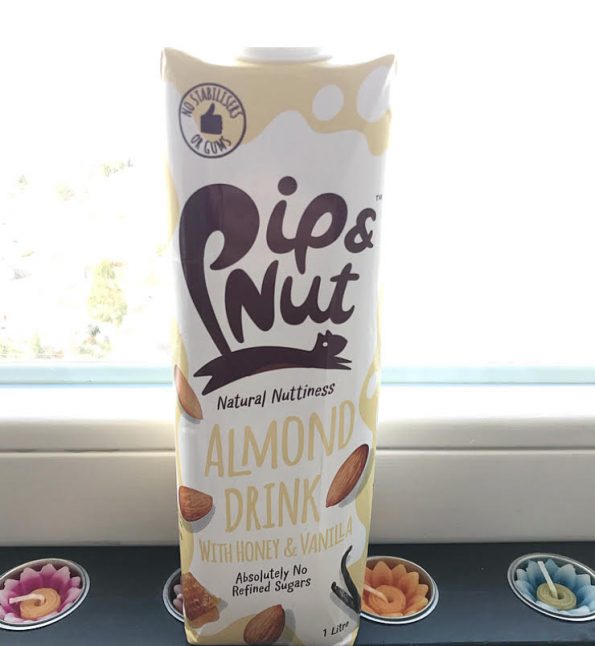 NO STABILISERS
OR GUMS
Pip &
Nut
TM
Natural Nuttiness
ALMOND
DRINK
WITH HONEY & VANILLA
Absolutely No
Refined Sugars
1 Litre